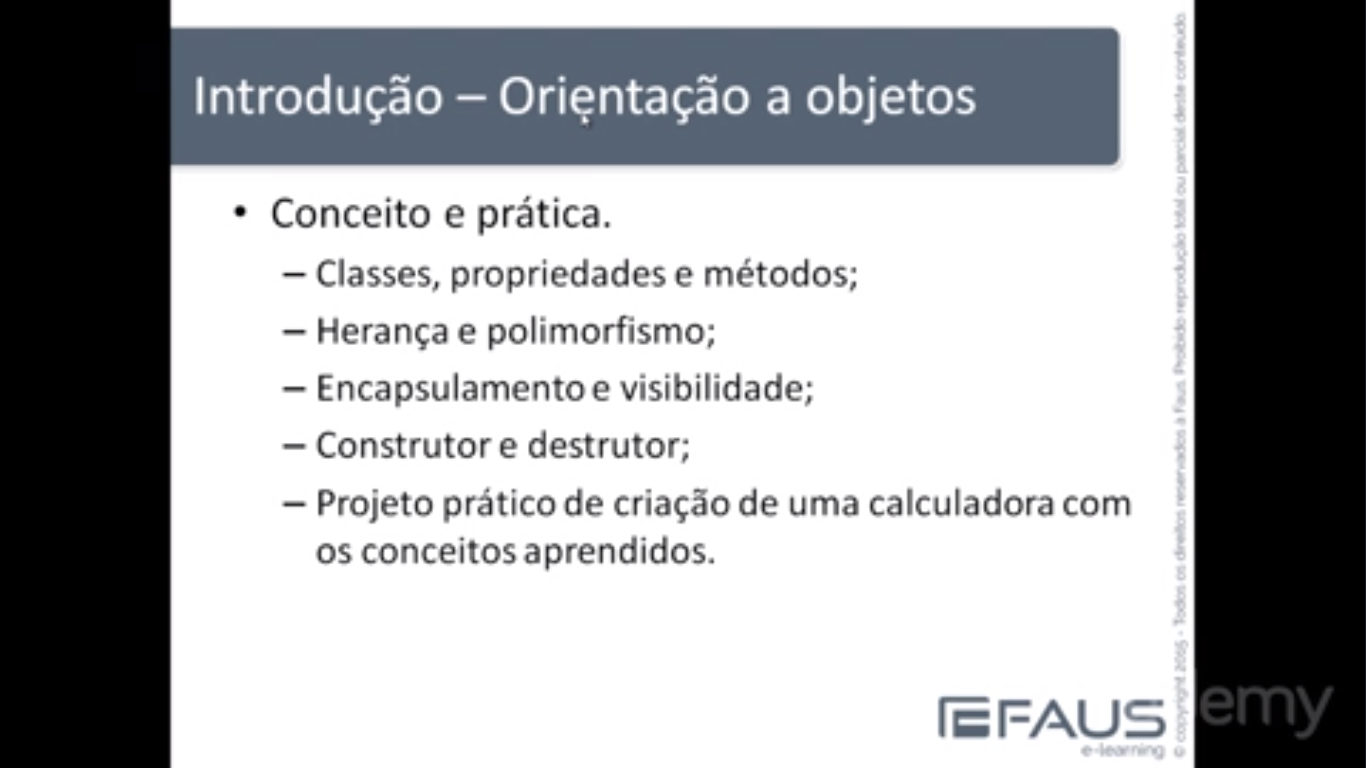 Introdução – Orientação a objetos
• Conceito e prática.
– Classes, propriedades e métodos;
– Herança e polimorfismo;
– Encapsulamento e visibilidade;
– Construtor e destrutor;
– Projeto prático de criação de uma calculadora com
os conceitos aprendidos.
FAUS
e-learning
© copyright 2015 - Todos os direitos reservados à Faus. Proibido reprodução total ou parcial deste conteúdo.
emy